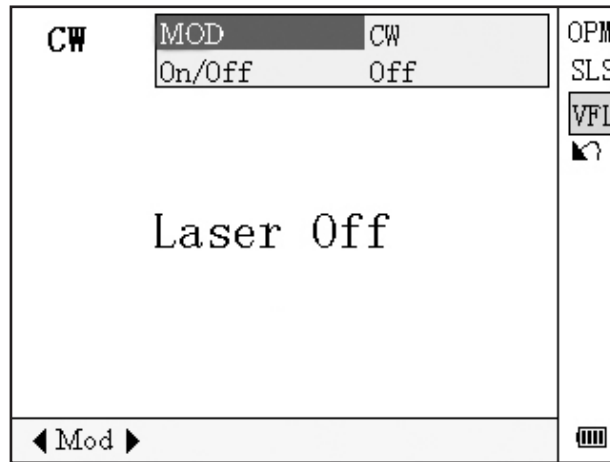 CW
MOD CW
On/Off Off
Laser Off
Mod
OPM
SLS
VFL